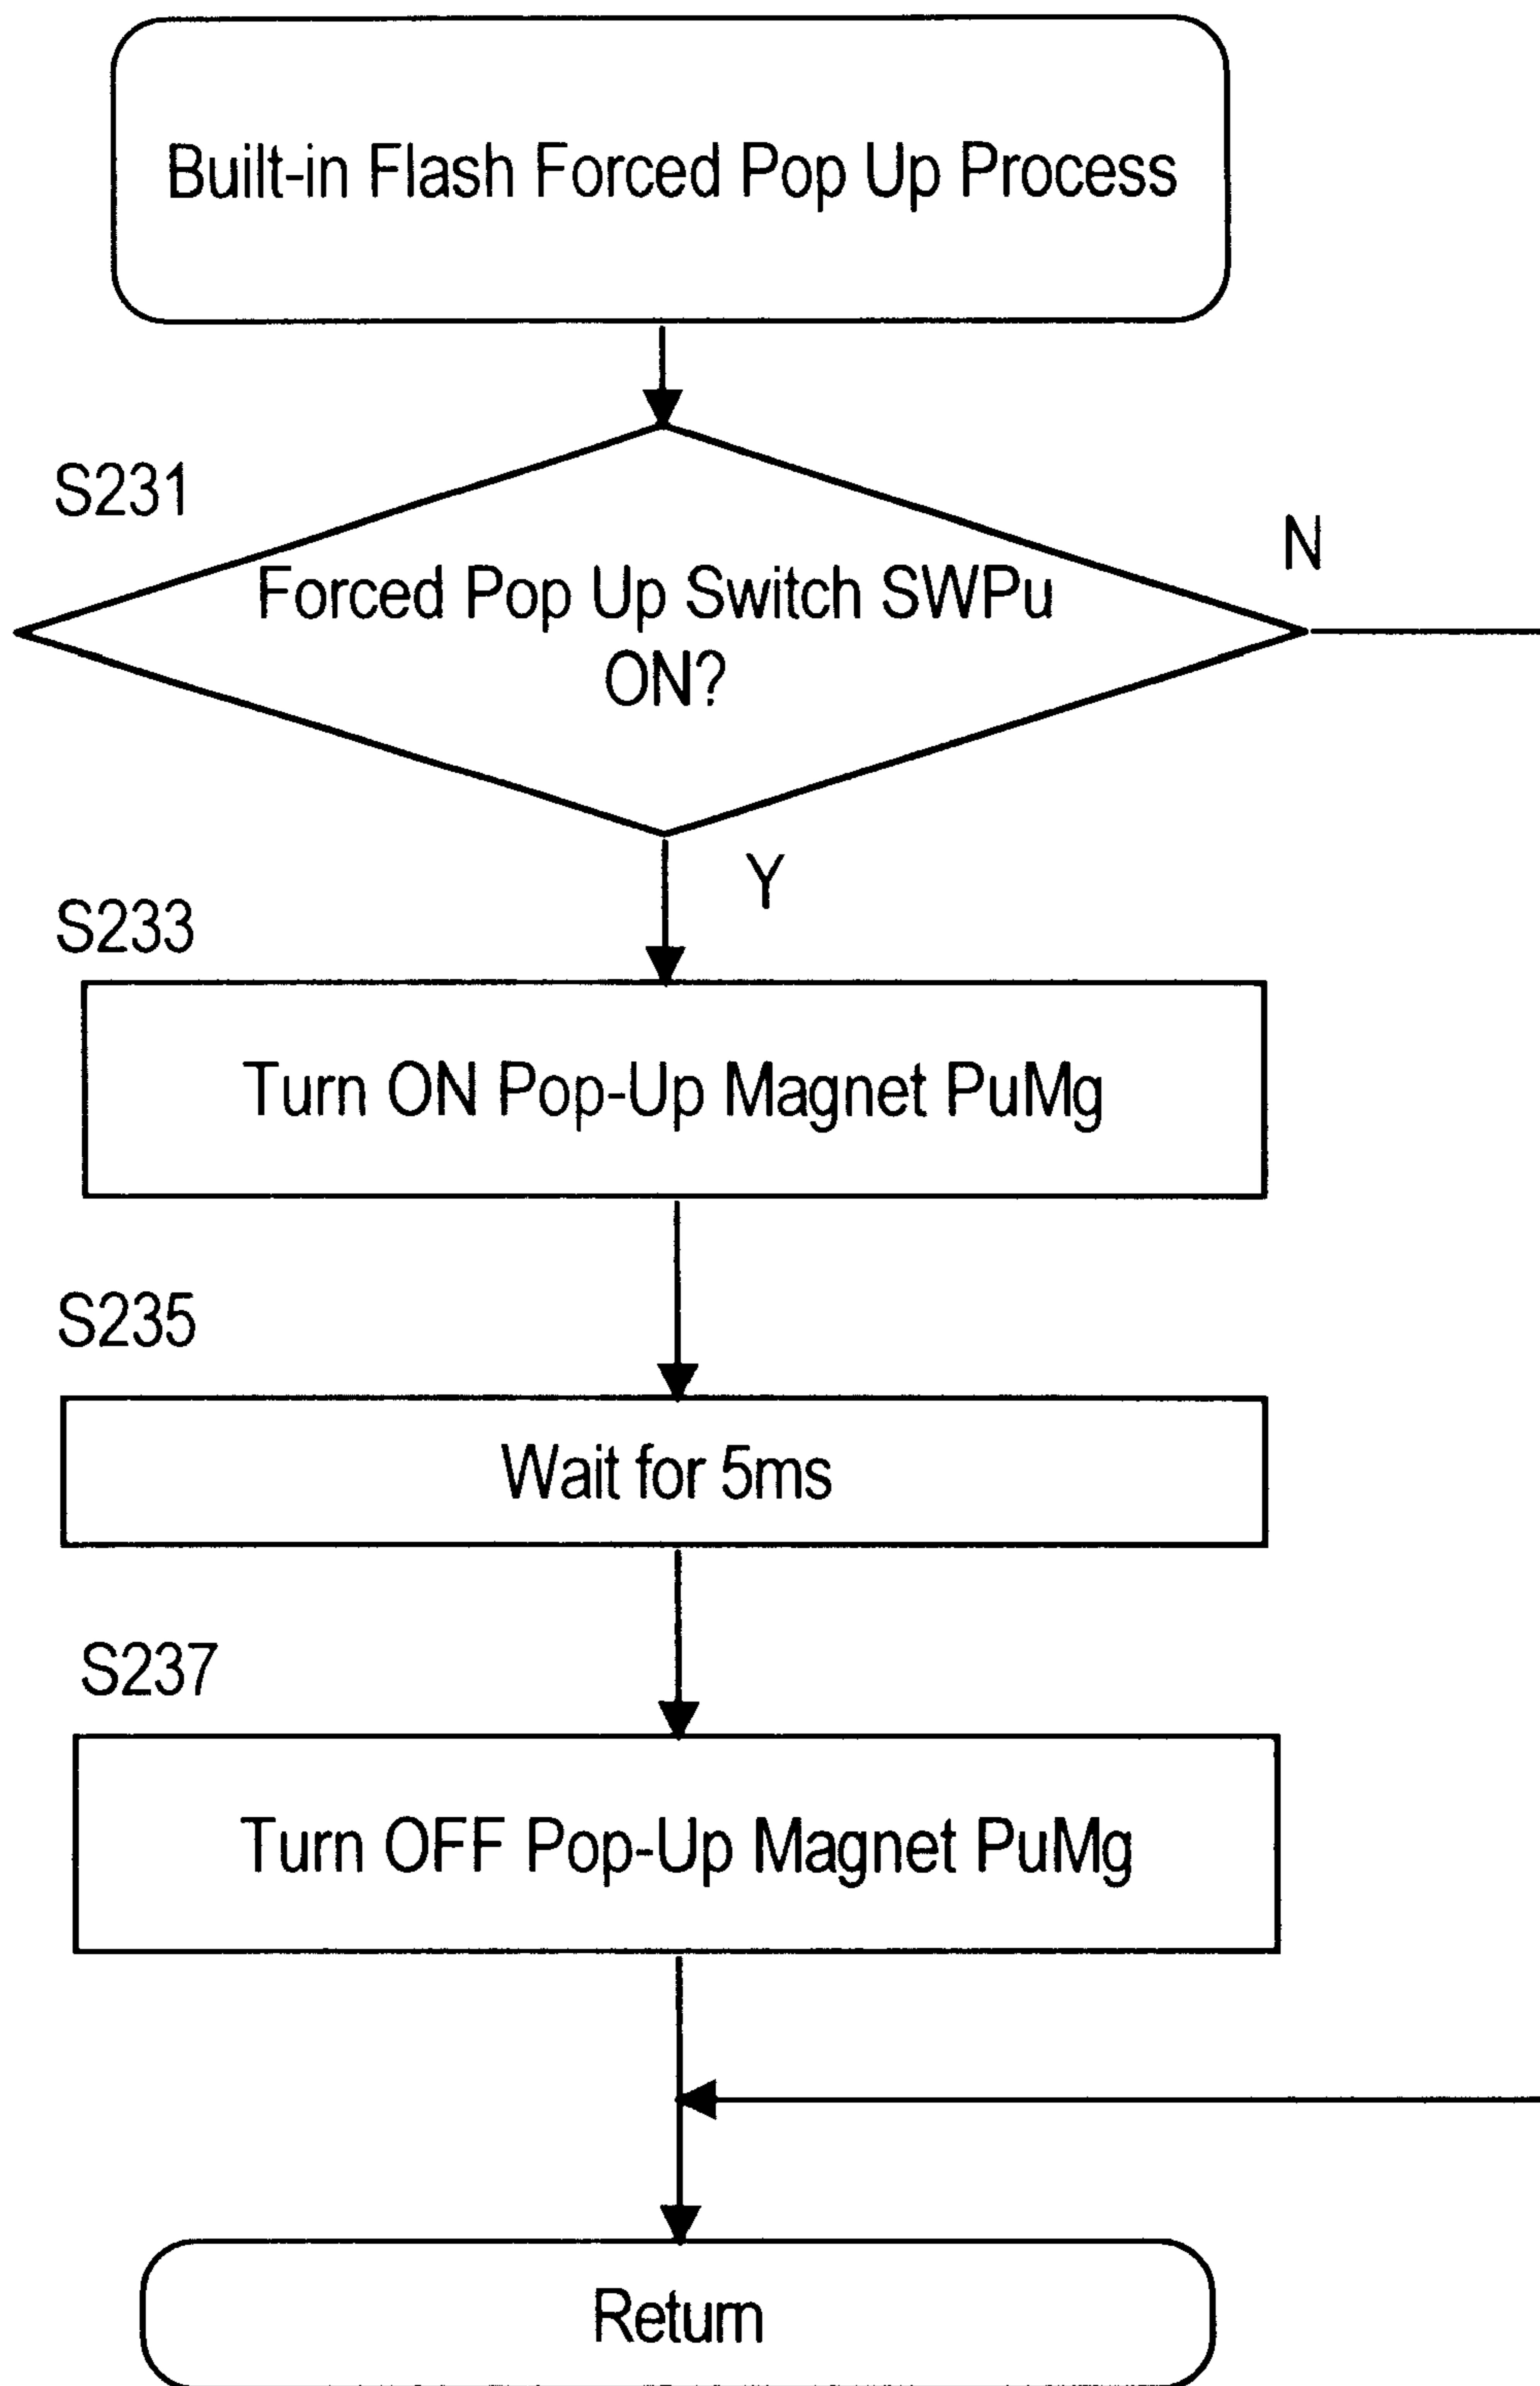 Built-in Flash Forced Pop Up Process
S231
N
Forced Pop Up Switch SWPu
ON?
Y
S233
Turn ON Pop-Up Magnet PuMg
S235
Wait for 5ms
S237
Turn OFF Pop-Up Magnet PuMg
Return